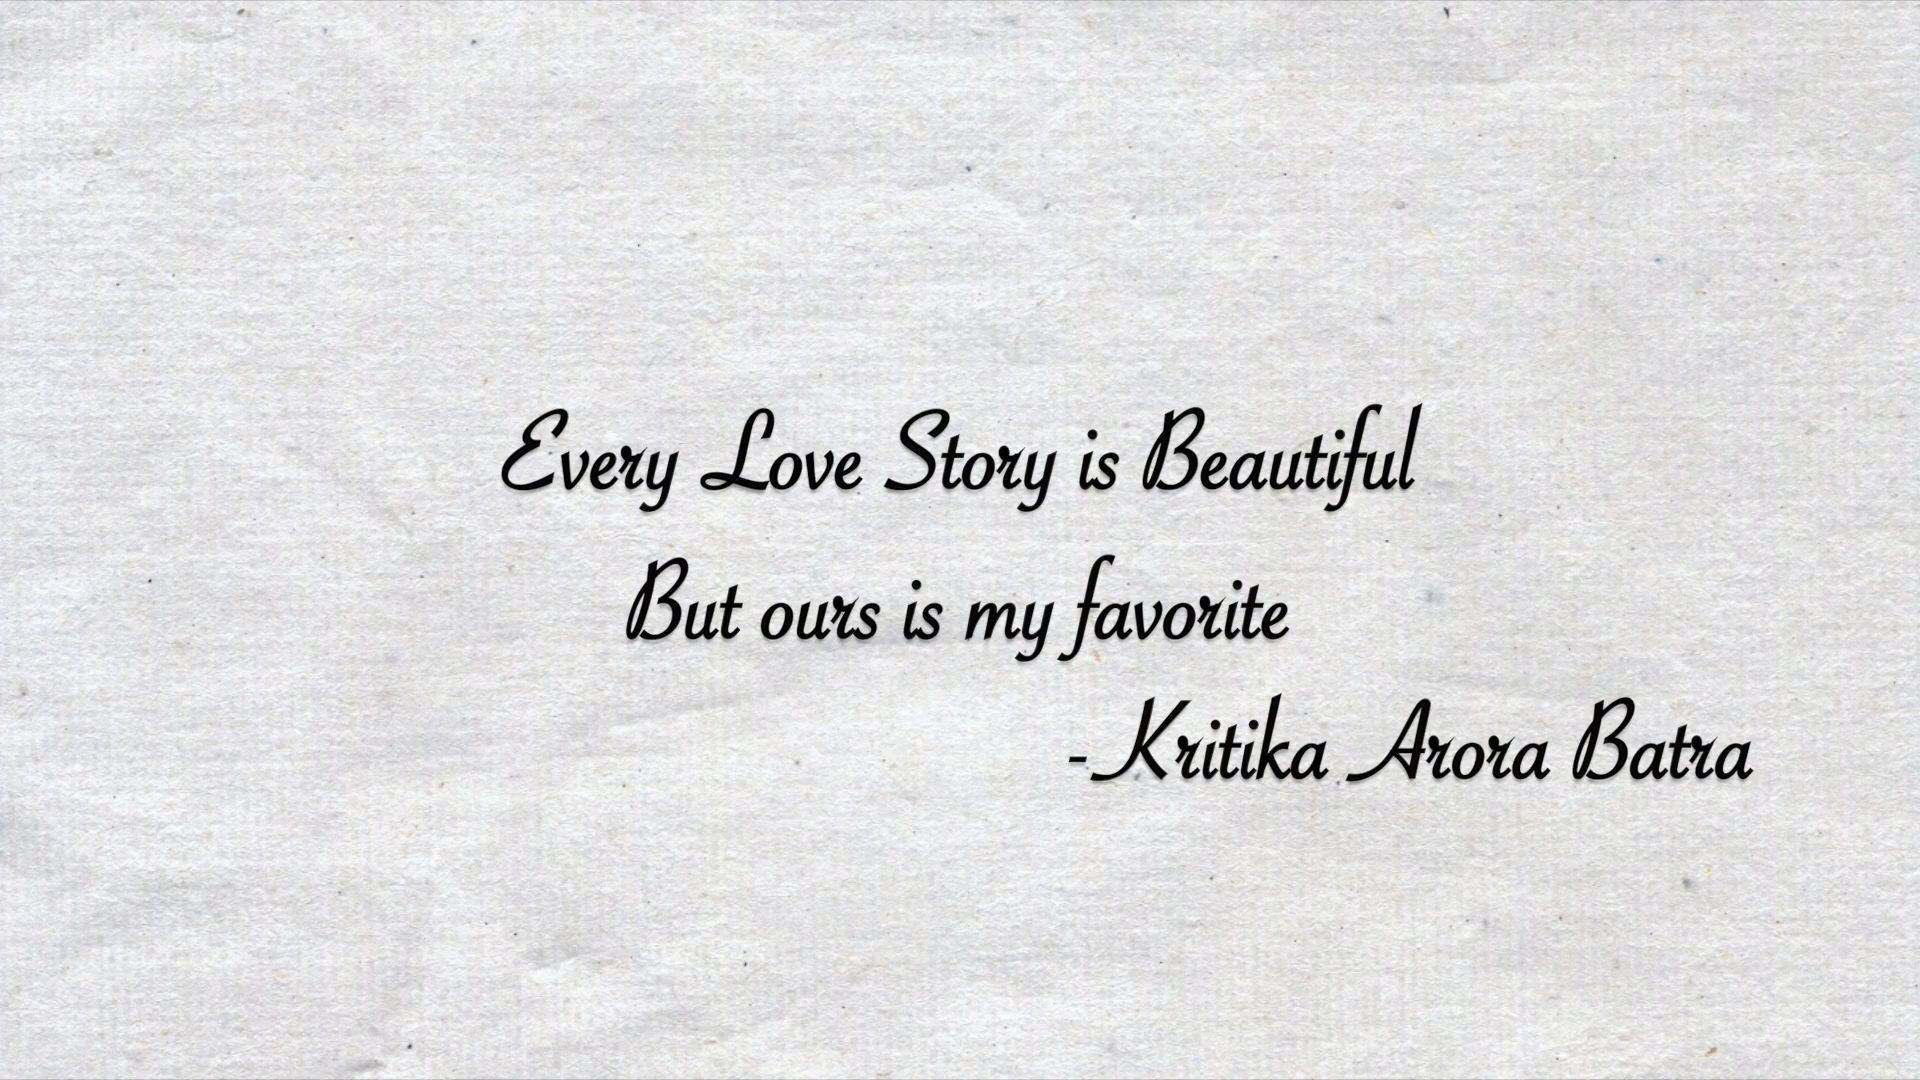 Every Love Story is Beautiful
But ours is my favorite
-Kritika Arora Batra